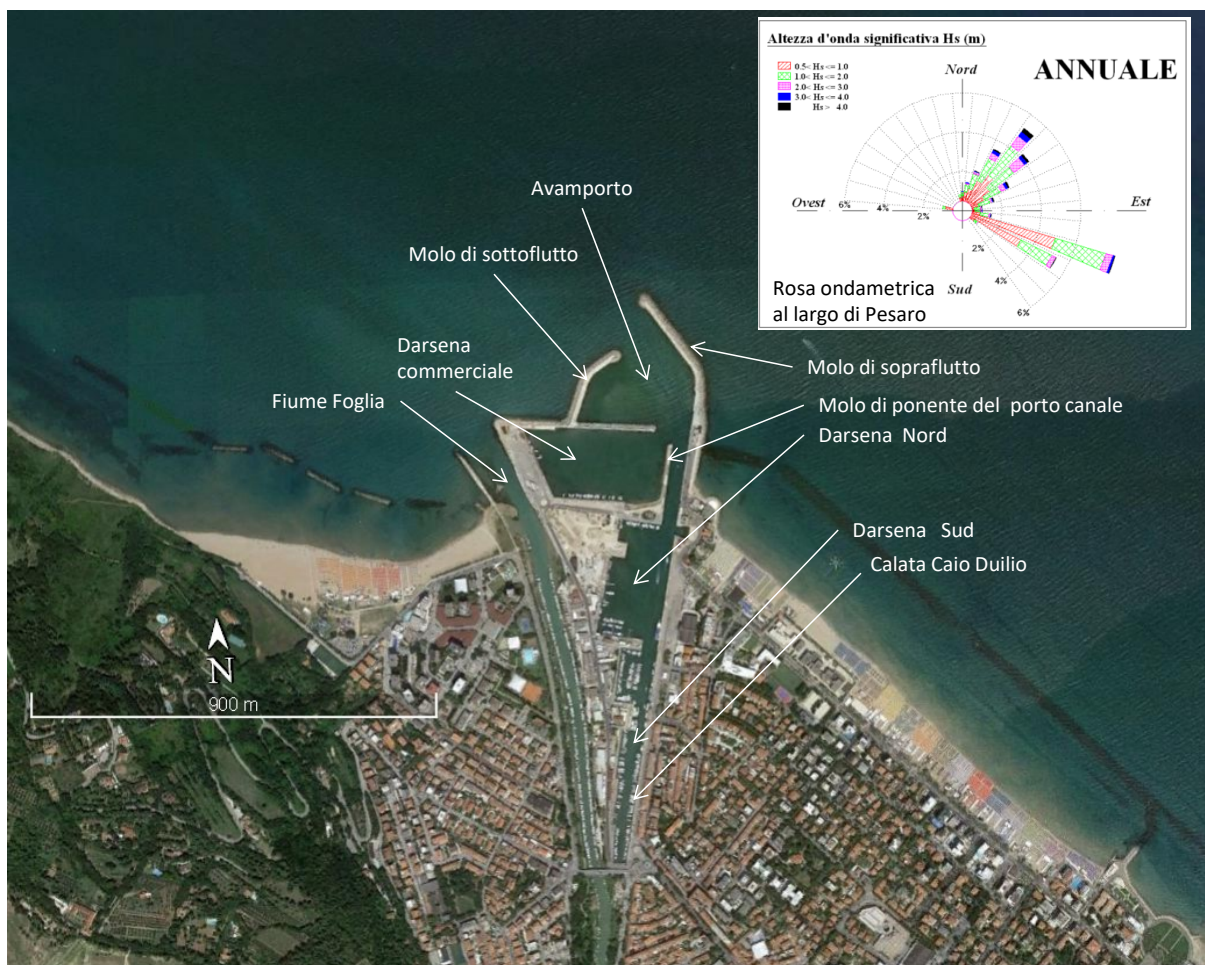 Altezza d'onda significativa Hs (m)
ANNUALE
0.5< Hs <= 1.0
1.0< Hs <= 2.0
2.0< Hs <= 3.0
3.0< Hs <= 4.0
Hs > 4.0
Nord
Ovest
6%
4%
2%
Est
2%
4%
6%
Sud
Rosa ondametrica
al largo di Pesaro
Avamporto
Molo di sottoflutto
Darsena
commerciale
Fiume Foglia
Molo di sopraflutto
Molo di ponente del porto canale
Darsena Nord
Darsena Sud
Calata Caio Duilio
N
900 m